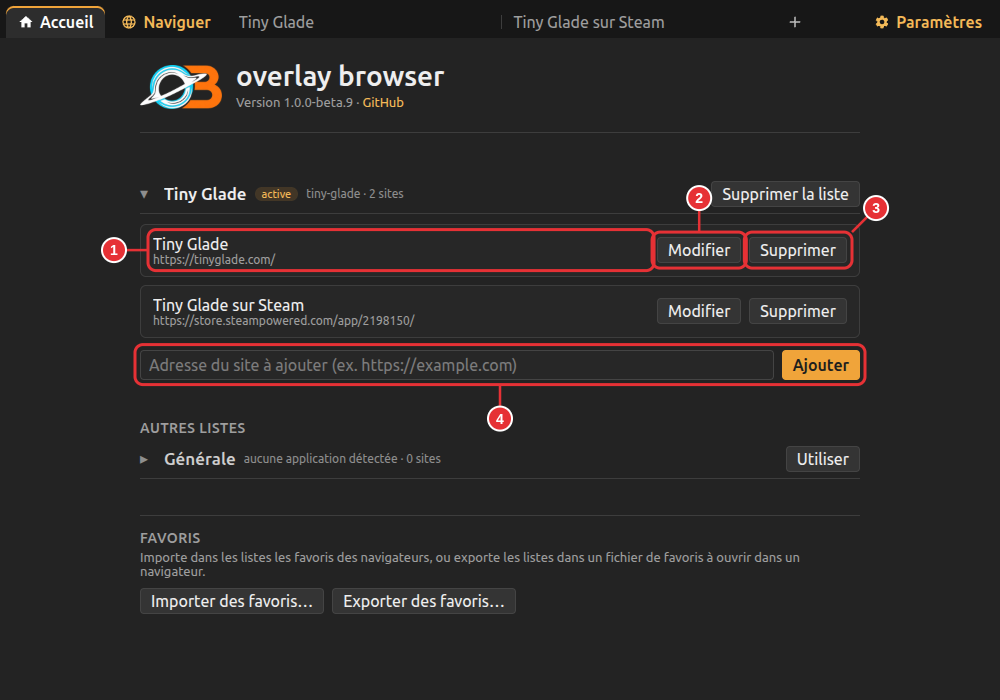 Accueil Naviguer Tiny Glade Tiny Glade sur Steam + Paramètres
overlay browser
Version 1.0.0-beta.9 · GitHub
Tiny Glade active tiny-glade · 2 sites Supprimer la liste
2
3
1
Tiny Glade
https://tinyglade.com/
Modifier Supprimer
Tiny Glade sur Steam
https://store.steampowered.com/app/2198150/
Modifier Supprimer
Adresse du site à ajouter (ex. https://example.com) Ajouter
4
AUTRES LISTES
Générale aucune application détectée · 0 sites Utiliser
FAVORIS
Importe dans les listes les favoris des navigateurs, ou exporte les listes dans un fichier de favoris à ouvrir dans un
navigateur.
Importer des favoris… Exporter des favoris…